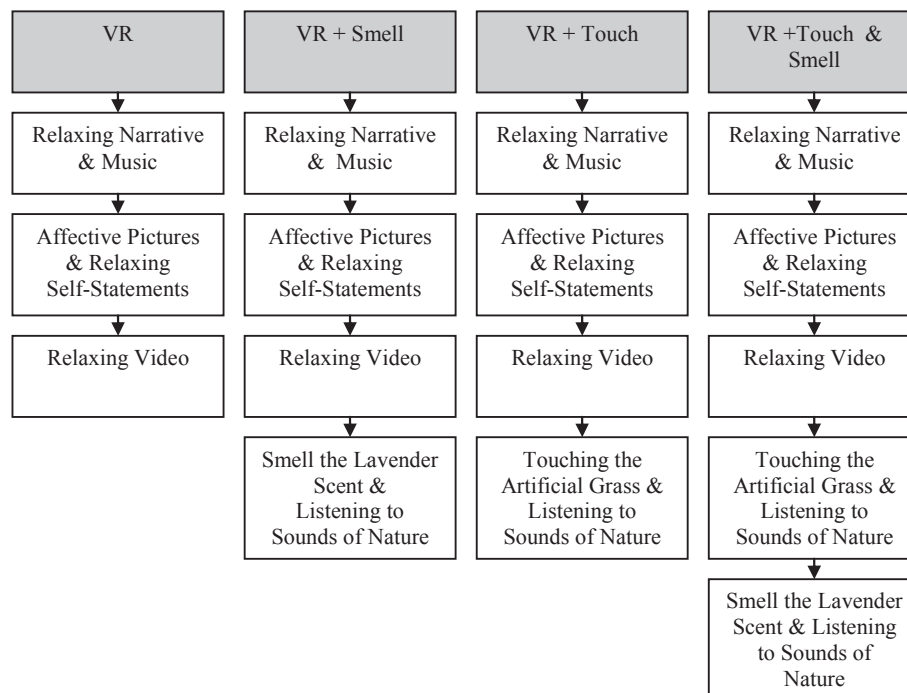 VR
Relaxing Narrative
& Music
Affective Pictures
& Relaxing
Self-Statements
Relaxing Video
VR + Smell
Relaxing Narrative
& Music
Affective Pictures
& Relaxing
Self-Statements
Relaxing Video
Smell the Lavender
Scent &
Listening to
Sounds of Nature
VR + Touch
Relaxing Narrative
& Music
Affective Pictures
& Relaxing
Self-Statements
Relaxing Video
Touching the
Artificial Grass &
Listening to
Sounds of Nature
VR +Touch &
Smell
Relaxing Narrative
& Music
Affective Pictures
& Relaxing
Self-Statements
Relaxing Video
Touching the
Artificial Grass &
Listening to
Sounds of Nature
Smell the Lavender
Scent & Listening
to Sounds of
Nature